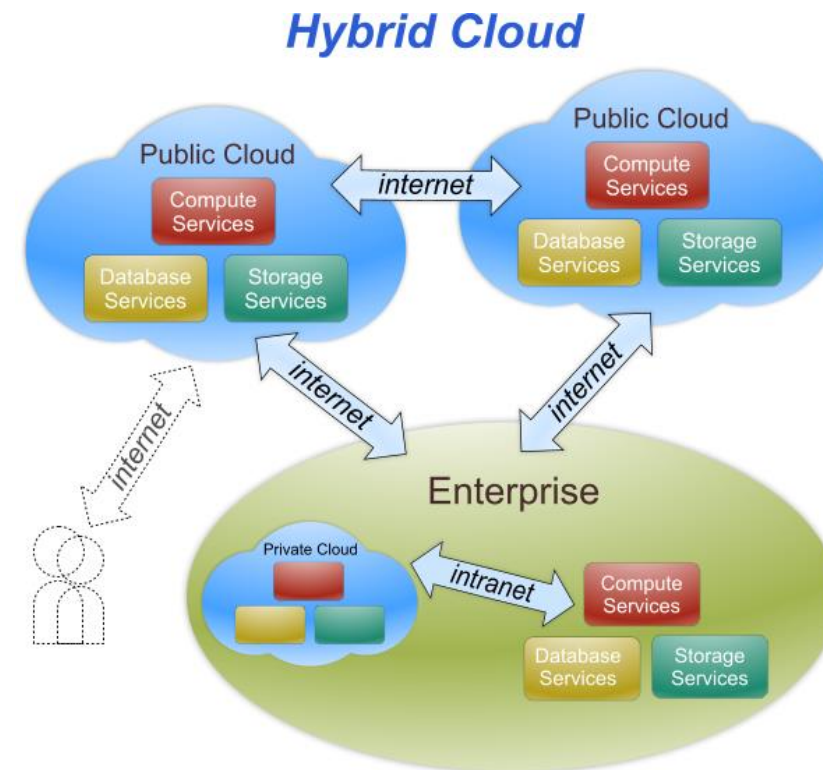 Hybrid Cloud
Public Cloud
Compute
Services
Database
Services
Storage
Services
internet
Public Cloud
Compute
Services
Database
Services
Storage
Services
internet
internet
internet
Enterprise
Private Cloud
intranet
Compute
Services
Database
Services
Storage
Services